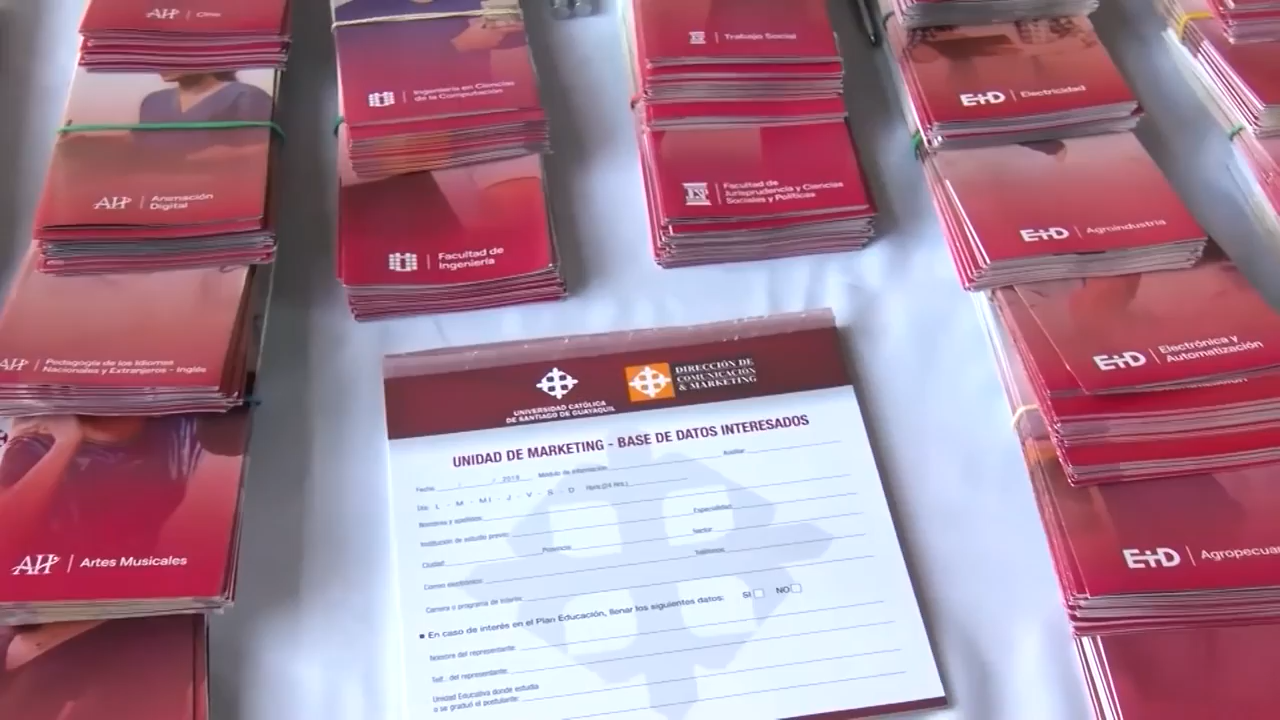 AH | Cine
AH | Animación
Digital
AH | Pedagogía de los Idiomas
Nacionales y Extranjeros - Inglés
AH | Artes Musicales
Ingeniería en Ciencias
de la Computación
Facultad de
Ingeniería
Trabajo Social
Facultad de
Jurisprudencia y Ciencias
Sociales y Políticas
E+D | Electricidad
E+D | Agroindustria
E+D | Electrónica y
Automatización
E+D | Agropecuar
UNIVERSIDAD CATÓLICA
DE SANTIAGO DE GUAYAQUIL
DIRECCIÓN DE
COMUNICACIÓN
& MARKETING
UNIDAD DE MARKETING - BASE DE DATOS INTERESADOS
Fecha: / / 2019 Módulo de información: Auxiliar:
Día: L - M - MI - J - V - S - D Hora:(24 Hrs.)
Nombres y apellidos:
Institución de estudio previo: Especialidad:
Ciudad: Provincia: Sector:
Correo electrónico: Teléfonos:
Carrera o programa de interés:
En caso de interés en el Plan Educación, llenar los siguientes datos: SI NO
Nombre del representante:
Telf. del representante:
Unidad Educativa donde estudia
o se graduó el postulante: